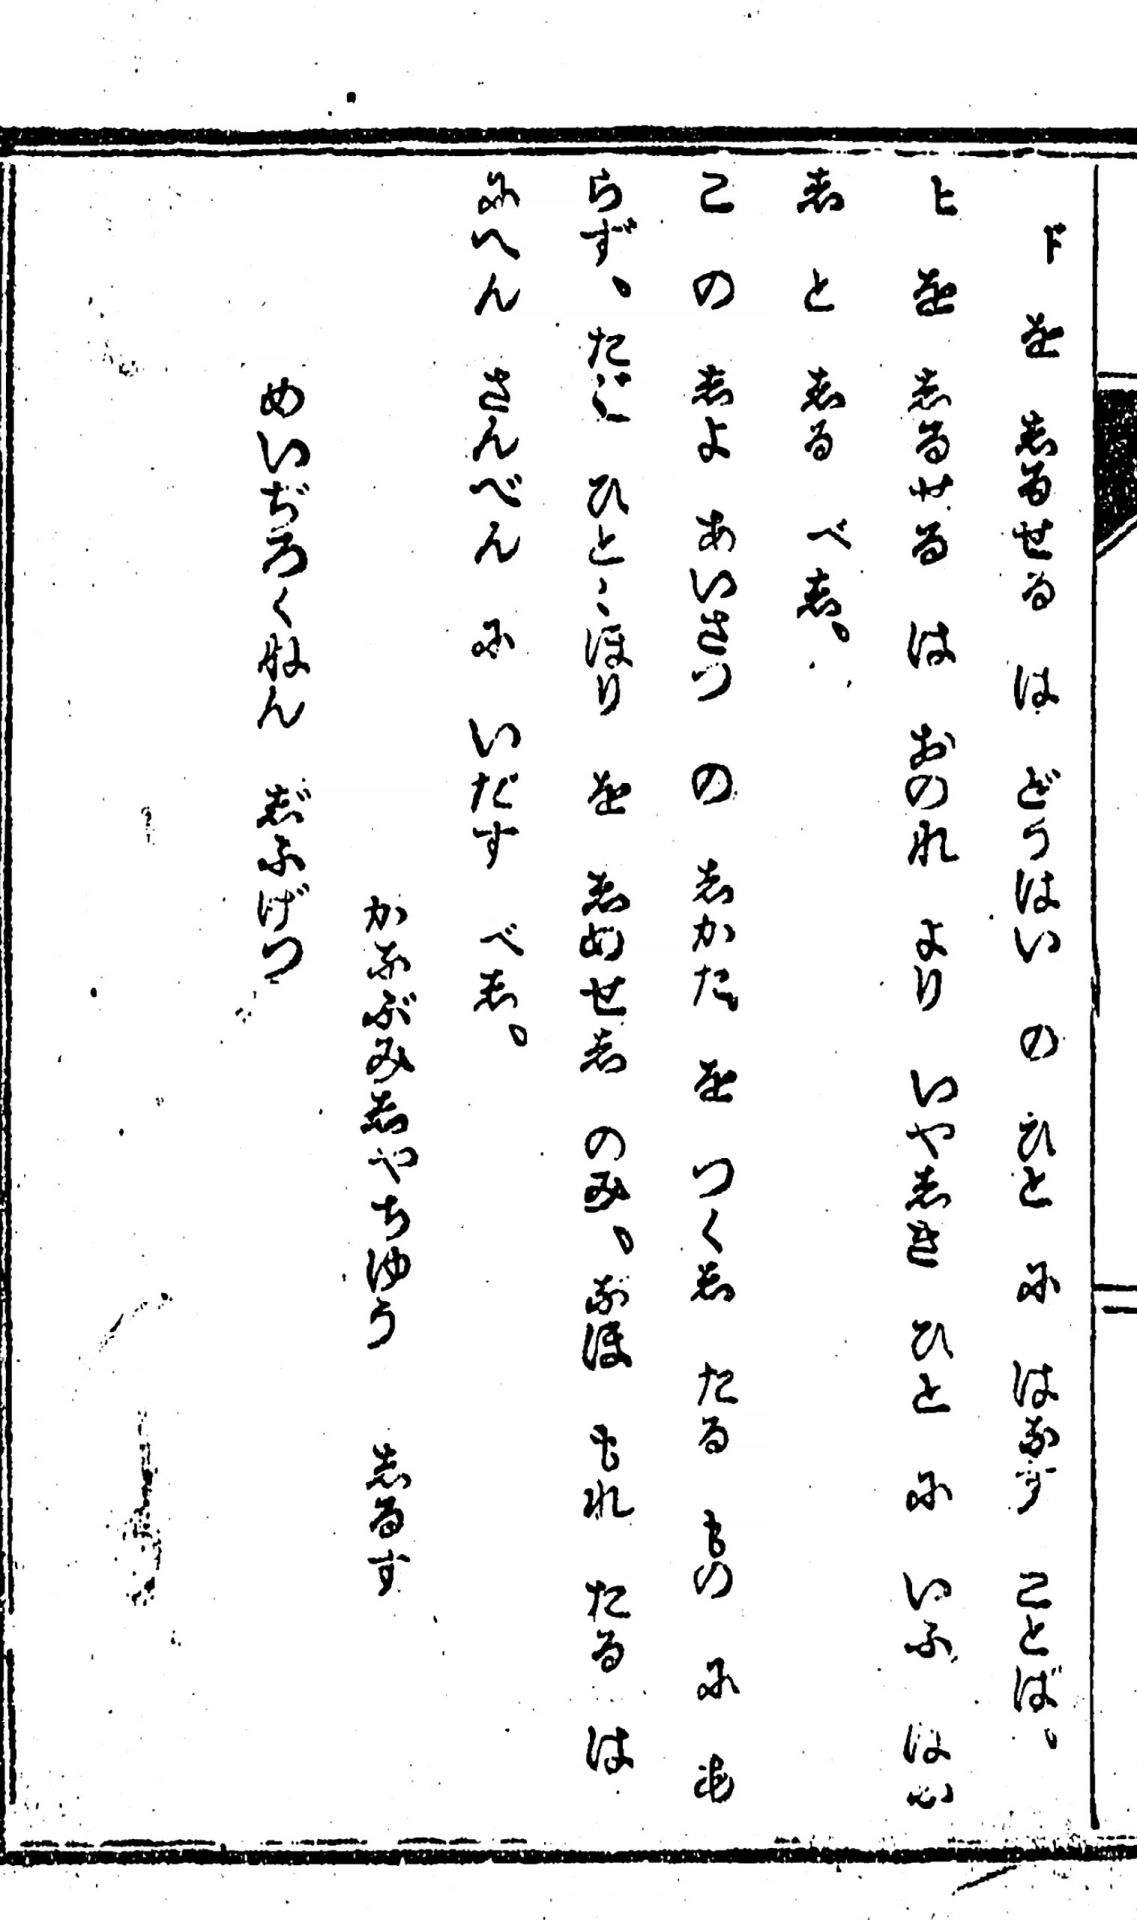 ド を しるせる は どうはい の ひと に はなす ことば、
ヒ を しるせる は おのれ より いやしき ひと に いふ はな
し と しる べし。
この しよ あいさつ の しかた を つくし たる もの に あ
らず、たゞ ひとゝほり を しめせし のみ。なほ もれ たる は
にへん さんべん に いだす べし。
かなぶみしやちゆう しるす
めいぢろくねん じふげつ